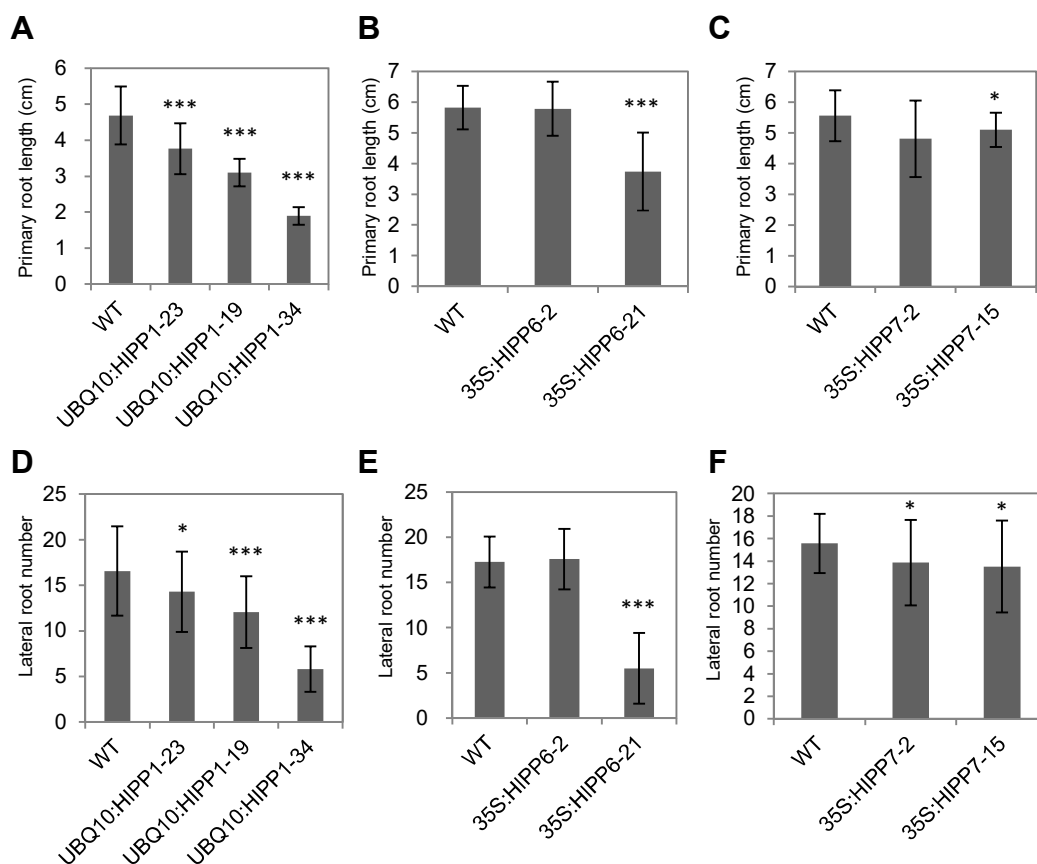 A
Primary root length (cm)
6
5
4
3
2
1
0
***
***
***
WT
UBQ10:HIPP1-23
UBQ10:HIPP1-19
UBQ10:HIPP1-34
B
Primary root length (cm)
7
6
5
4
3
2
1
0
***
WT
35S:HIPP6-2
35S:HIPP6-21
C
Primary root length (cm)
7
6
5
4
3
2
1
0
*
WT
35S:HIPP7-2
35S:HIPP7-15
D
Lateral root number
25
20
15
10
5
0
*
***
***
WT
UBQ10:HIPP1-23
UBQ10:HIPP1-19
UBQ10:HIPP1-34
E
Lateral root number
25
20
15
10
5
0
***
WT
35S:HIPP6-2
35S:HIPP6-21
F
Lateral root number
20
18
16
14
12
10
8
6
4
2
0
*
*
WT
35S:HIPP7-2
35S:HIPP7-15